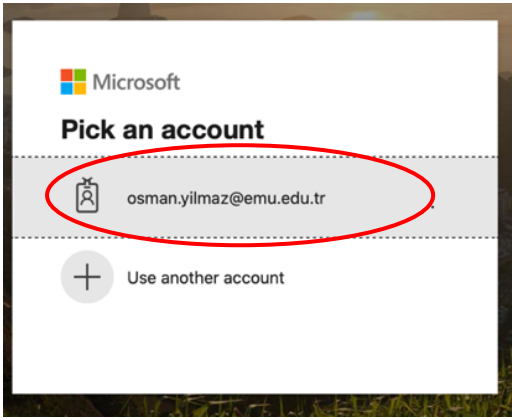 Microsoft
Pick an account
osman.yilmaz@emu.edu.tr
Use another account